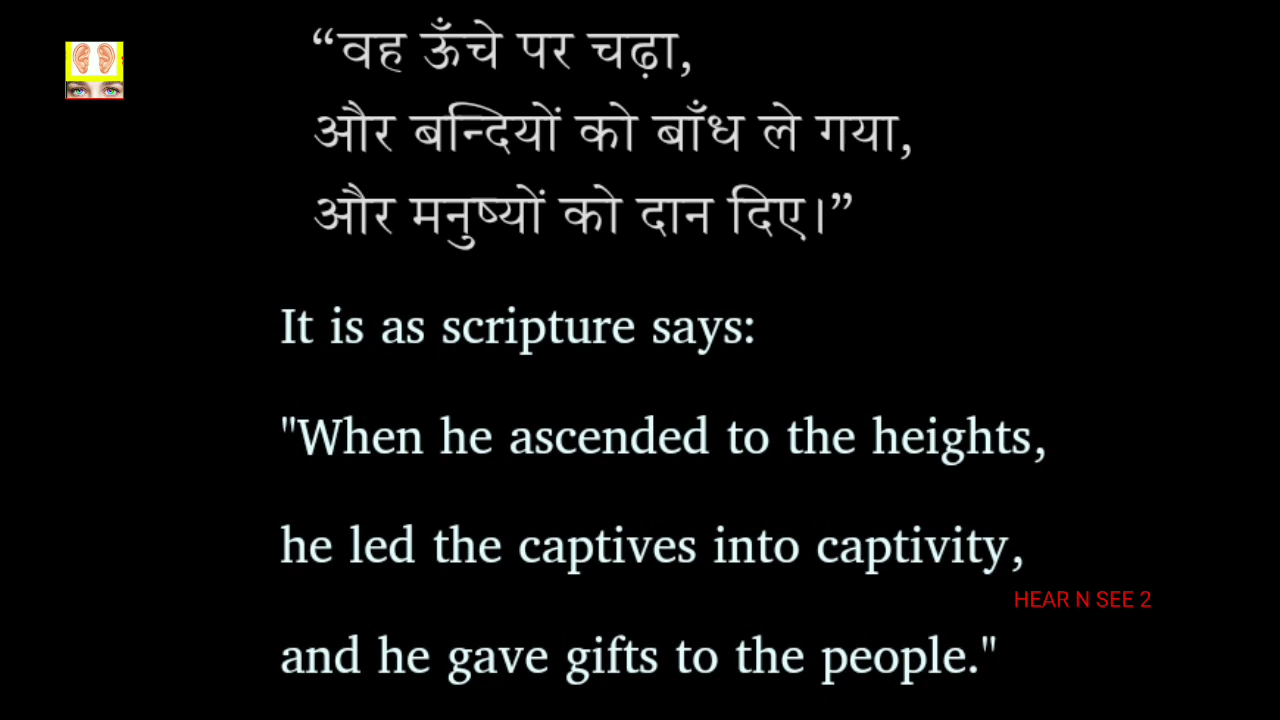 “वह ऊँचे पर चढ़ा,
और बन्दियों को बाँध ले गया,
और मनुष्यों को दान दिए।”
It is as scripture says:
"When he ascended to the heights,
he led the captives into captivity,
HEAR N SEE 2
and he gave gifts to the people."